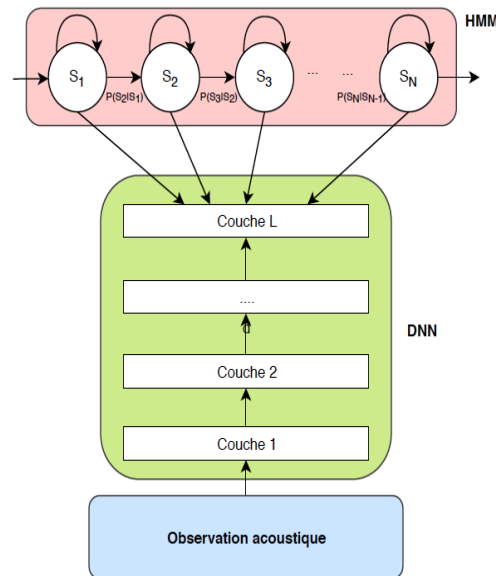 HMM
S1 S2 S3 ... ... SN
P(S2|S1) P(S3|S2) P(SN|SN-1)
Couche L
....
Couche 2
Couche 1
DNN
Observation acoustique